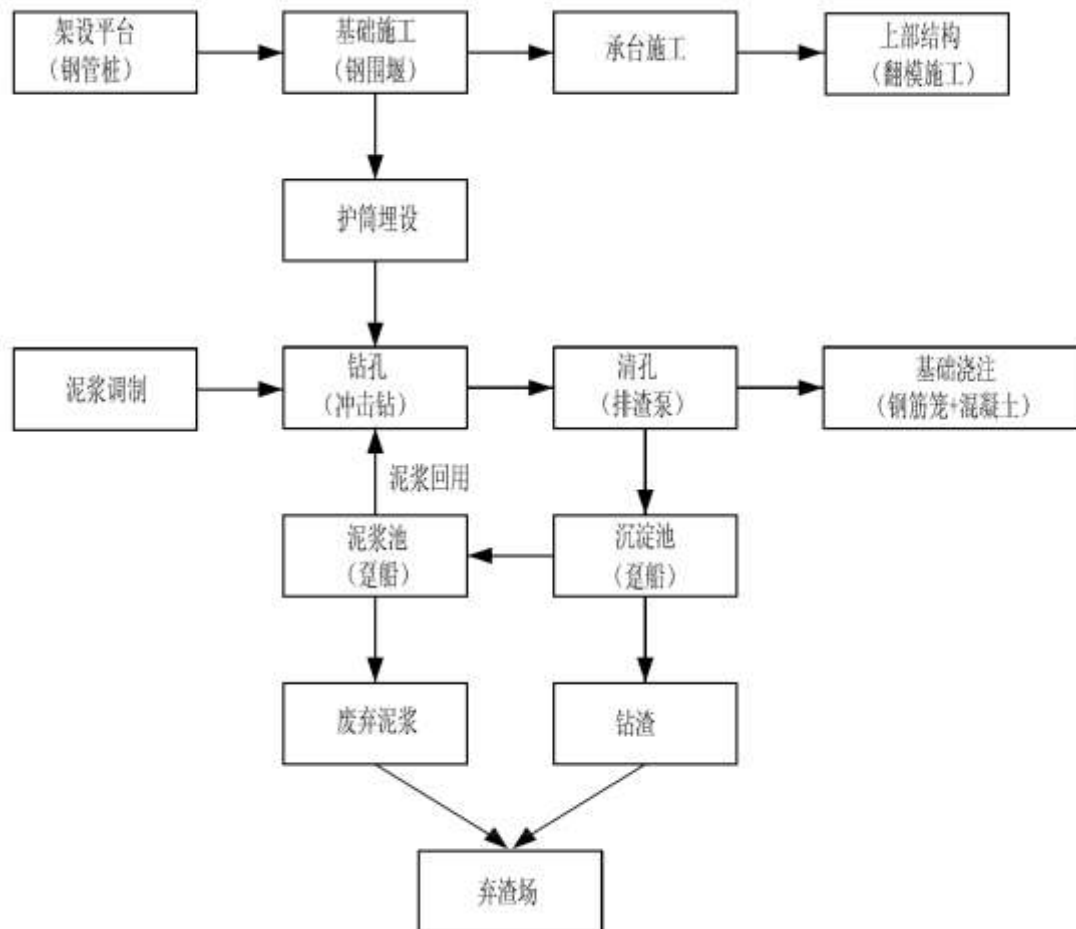 架设平台
（钢管桩）
基础施工
（钢围堰）
承台施工
上部结构
（翻模施工）
护筒埋设
泥浆调制
钻孔
（冲击钻）
清孔
（排渣泵）
基础浇注
（钢筋笼+混凝土）
泥浆回用
泥浆池
（趸船）
沉淀池
（趸船）
废弃泥浆
钻渣
弃渣场